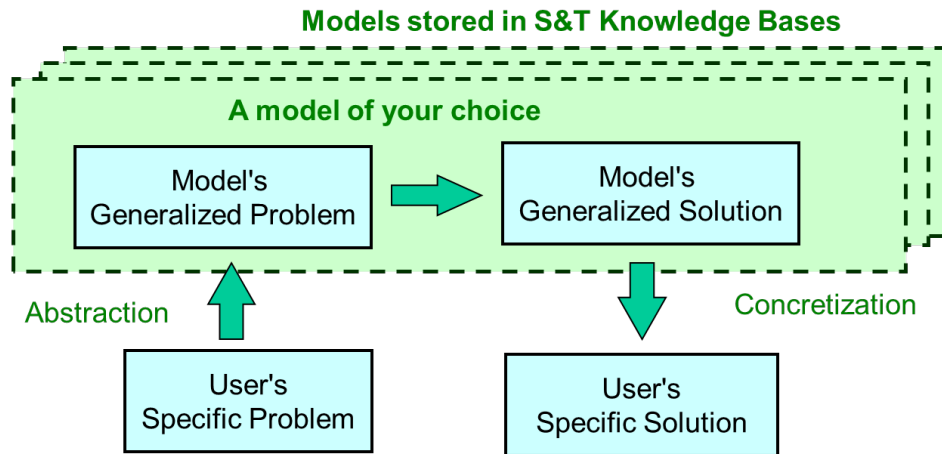 Models stored in S&T Knowledge Bases
A model of your choice
Model's
Generalized Problem
Model's
Generalized Solution
Abstraction
Concretization
User's
Specific Problem
User's
Specific Solution